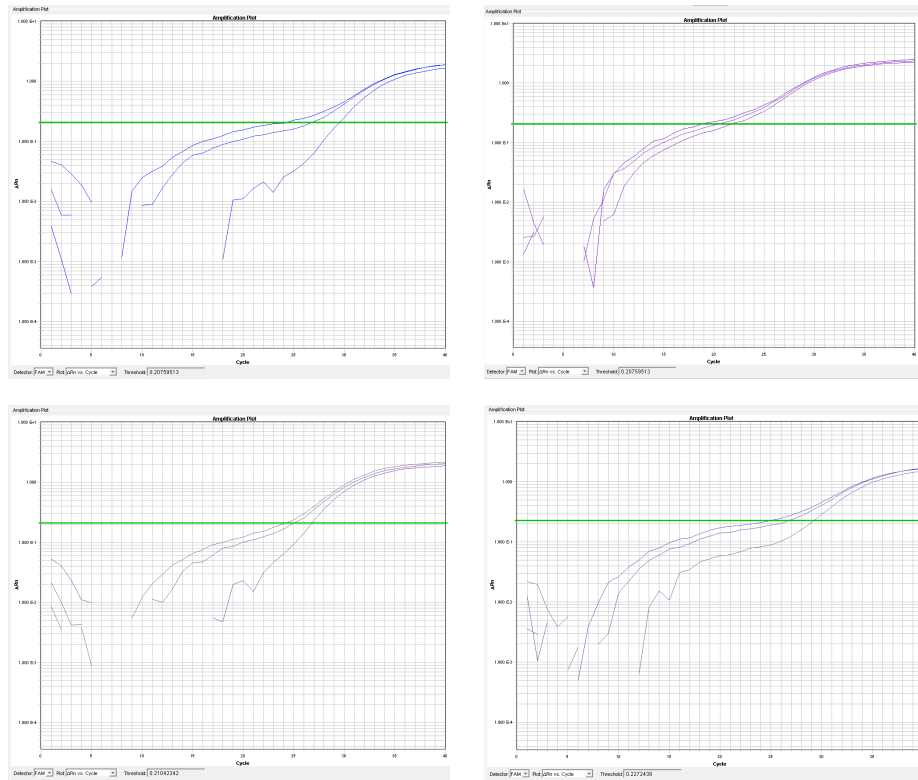 Amplification Plot
Amplification Plot
1.000 E+1
1.000
1.000 E-1
1.000 E-2
1.000 E-3
1.000 E-4
ΔRn
0 5 10 15 20 25 30 35 40
Cycle
Detector: FAM Plot: ΔRn vs. Cycle Threshold: 0.20759513
Amplification Plot
Amplification Plot
1.000 E+1
1.000
1.000 E-1
1.000 E-2
1.000 E-3
1.000 E-4
ΔRn
0 5 10 15 20 25 30 35 40
Cycle
Detector: FAM Plot: ΔRn vs. Cycle Threshold: 0.20759513
Amplification Plot
Amplification Plot
1.000 E+1
1.000
1.000 E-1
1.000 E-2
1.000 E-3
1.000 E-4
ΔRn
0 5 10 15 20 25 30 35 40
Cycle
Detector: FAM Plot: ΔRn vs. Cycle Threshold: 0.21042342
Amplification Plot
Amplification Plot
1.000 E+1
1.000
1.000 E-1
1.000 E-2
1.000 E-3
1.000 E-4
ΔRn
0 5 10 15 20 25 30 35
Cycle
Detector: FAM Plot: ΔRn vs. Cycle Threshold: 0.2272438